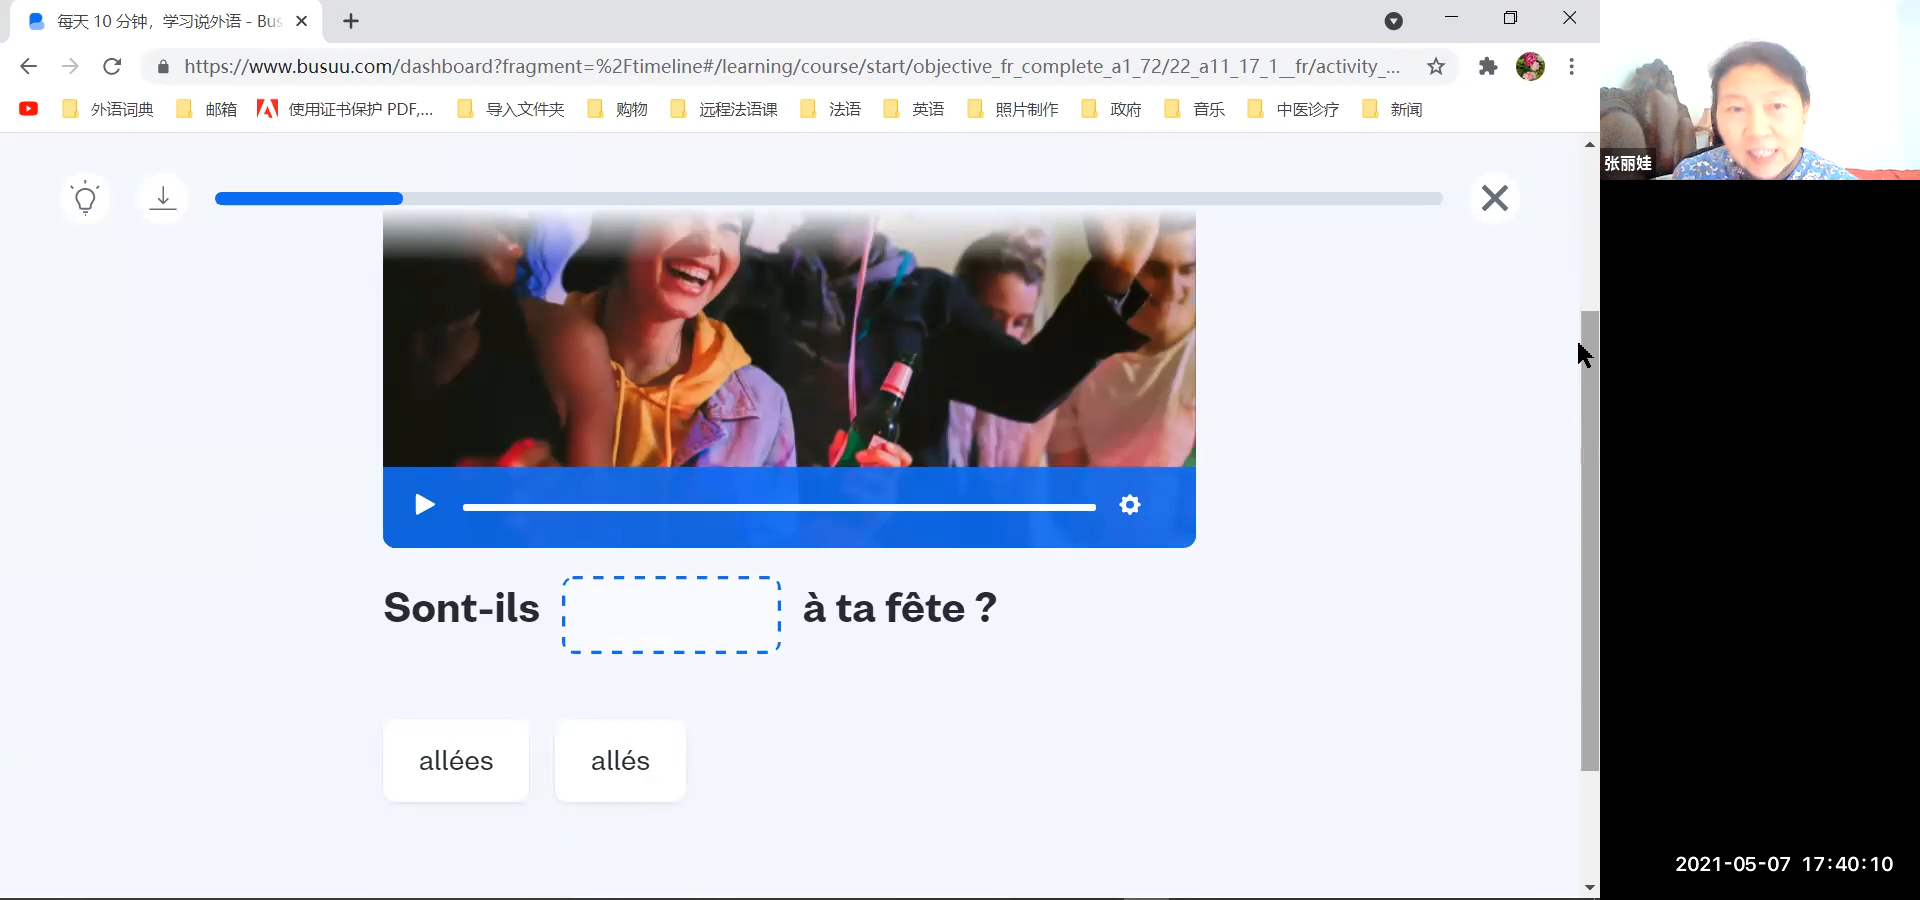 每天 10 分钟，学习说外语 - Bus
https://www.busuu.com/dashboard?fragment=%2Ftimeline#/learning/course/start/objective_fr_complete_a1_72/22_a11_17_1__fr/activity_...
外语词典 邮箱 使用证书保护 PDF,... 导入文件夹 购物 远程法语课 法语 英语 照片制作 政府 音乐 中医诊疗 新闻
张丽娃
Sont-ils à ta fête ?
allées allés
2021-05-07 17:40:10